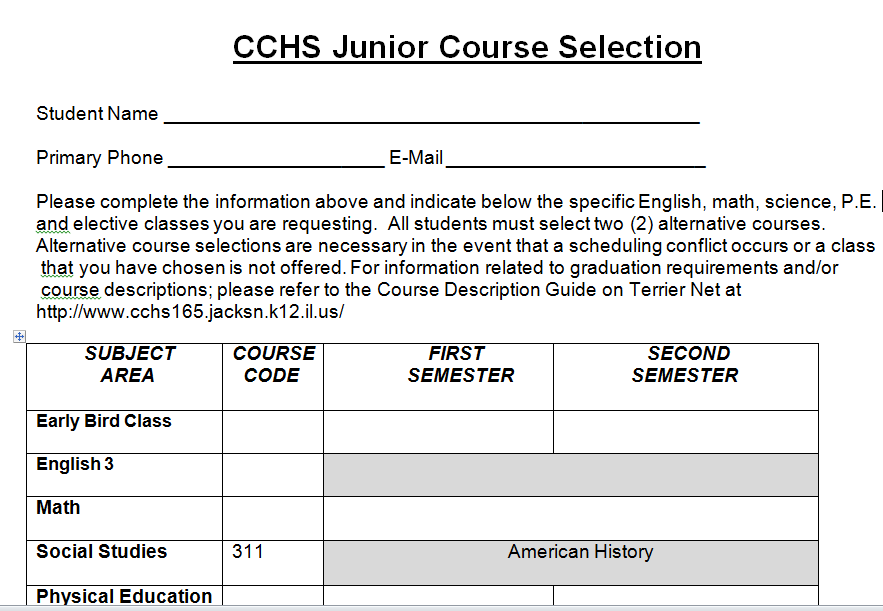 CCHS Junior Course Selection
Student Name
Primary Phone E-Mail
Please complete the information above and indicate below the specific English, math, science, P.E.
and elective classes you are requesting. All students must select two (2) alternative courses.
Alternative course selections are necessary in the event that a scheduling conflict occurs or a class
that you have chosen is not offered. For information related to graduation requirements and/or
course descriptions; please refer to the Course Description Guide on Terrier Net at
http://www.cchs165.jacksn.k12.il.us/
SUBJECT AREA COURSE CODE FIRST SEMESTER SECOND SEMESTER
Early Bird Class
English 3
Math
Social Studies 311 American History
Physical Education